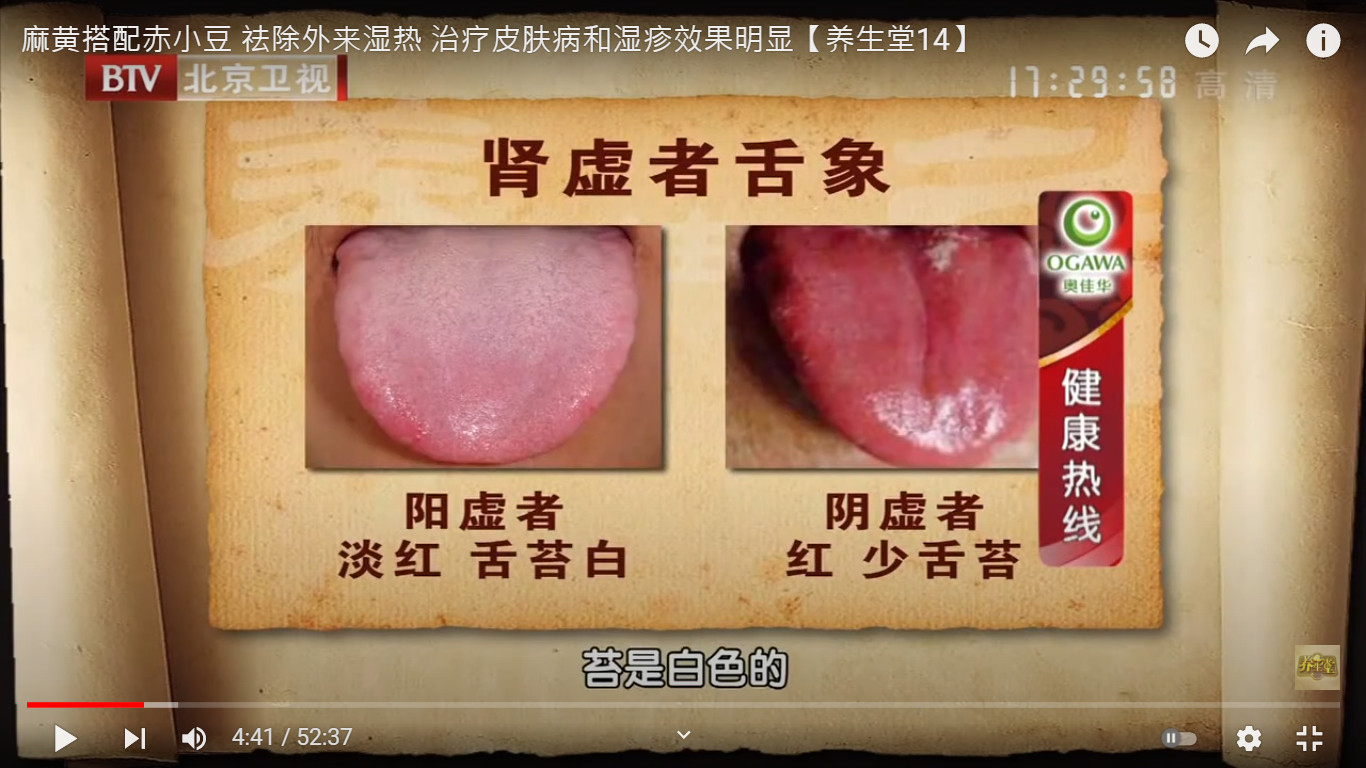 麻黄搭配赤小豆 祛除外来湿热 治疗皮肤病和湿疹效果明显【养生堂14】
BTV 北京卫视
17:29:58 高清
肾虚者舌象
OGAWA
奥佳华
健康热线
阳虚者
淡红 舌苔白
阴虚者
红 少舌苔
苔是白色的
养生堂
4:41 / 52:37